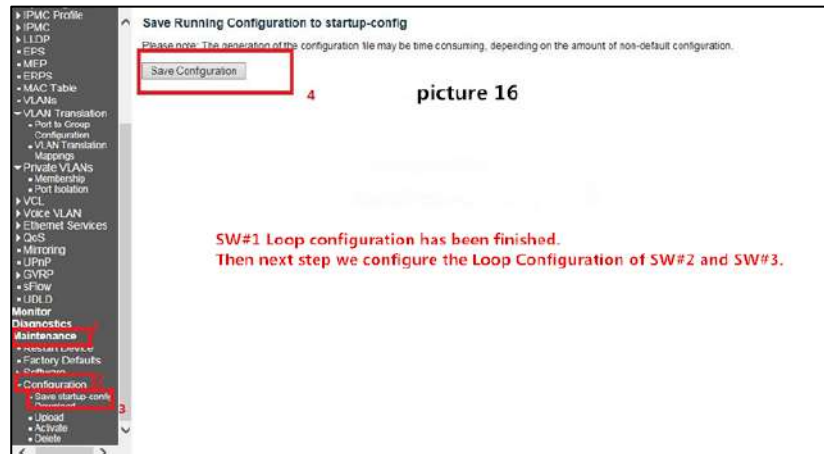 IPMC Profile
IPMC
LLDP
EPS
MEP
ERPS
MAC Table
VLANs
VLAN Translation
Port to Group
Configuration
VLAN Translation
Mappings
Private VLANs
Membership
Port Isolation
VCL
Voice VLAN
Ethernet Services
QoS
Mirroring
UPnP
GVRP
sFlow
UDLD
Monitor
Diagnostics
Maintenance
Restart Device
Factory Defaults
Software
Configuration
Save startup-confi
3
Download
Upload
Activate
Delete
Save Running Configuration to startup-config
Please note: The generation of the configuration file may be time consuming, depending on the amount of non-default configuration.
Save Configuration
4
picture 16
SW#1 Loop configuration has been finished.
Then next step we configure the Loop Configuration of SW#2 and SW#3.